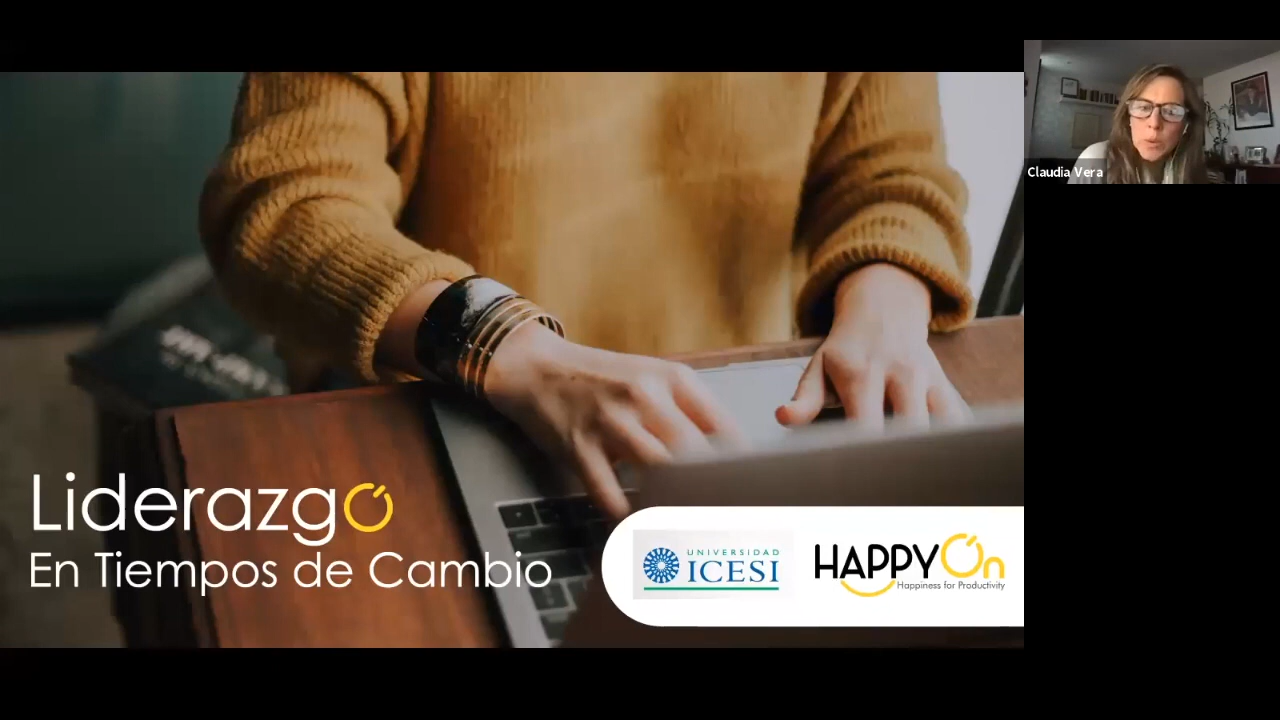 Claudia Vera
Liderazgo
En Tiempos de Cambio
UNIVERSIDAD
ICESI
HAPPYOn
Happiness for Productivity